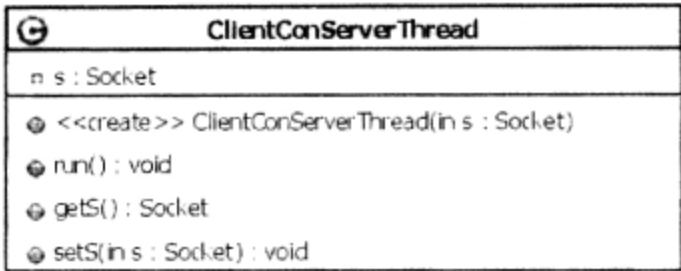 ClientConServerThread
s : Socket
<<create>> ClientConServerThread(in s : Socket)
run() : void
getS() : Socket
setS(in s : Socket) : void